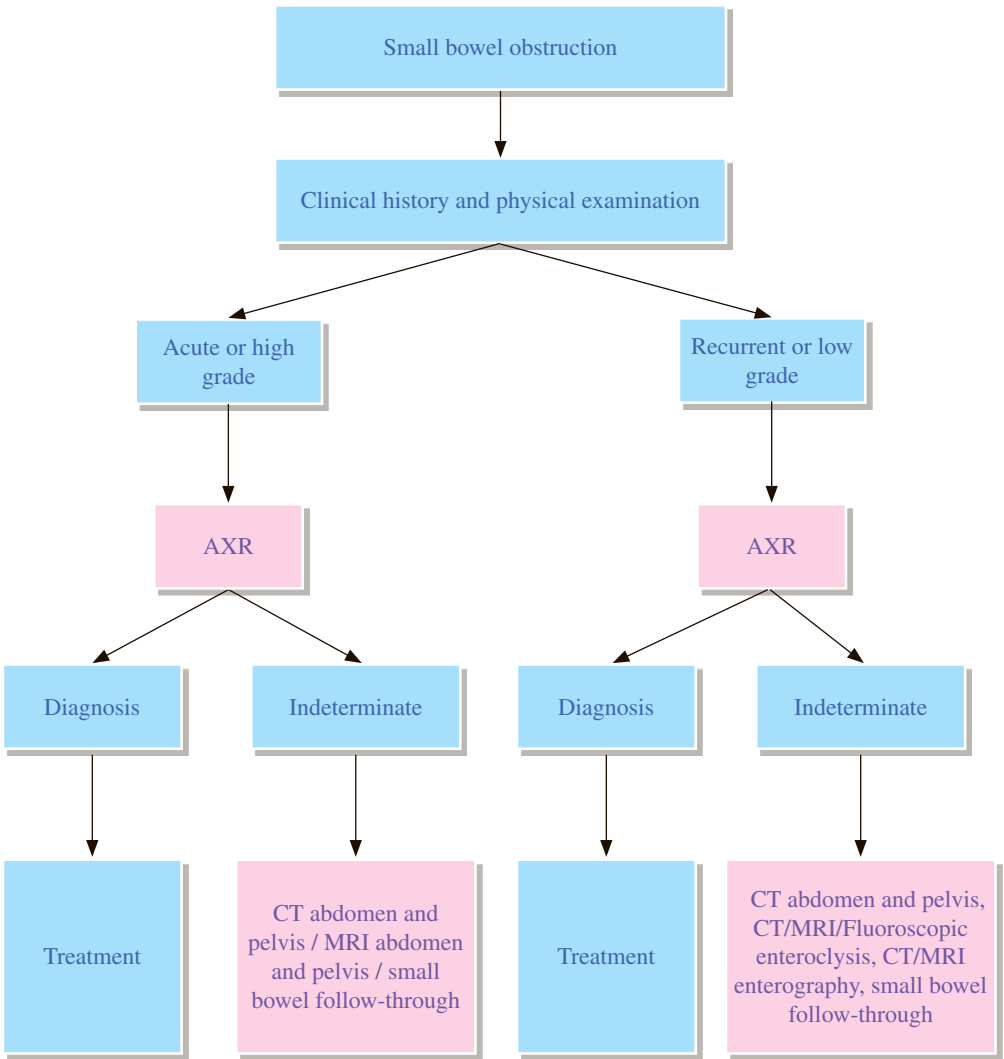 Small bowel obstruction
Clinical history and physical examination
Acute or high
grade
Recurrent or low
grade
AXR
AXR
Diagnosis
Indeterminate
Diagnosis
Indeterminate
Treatment
CT abdomen and
pelvis / MRI abdomen
and pelvis / small
bowel follow-through
Treatment
CT abdomen and pelvis,
CT/MRI/Fluoroscopic
enteroclysis, CT/MRI
enterography, small bowel
follow-through